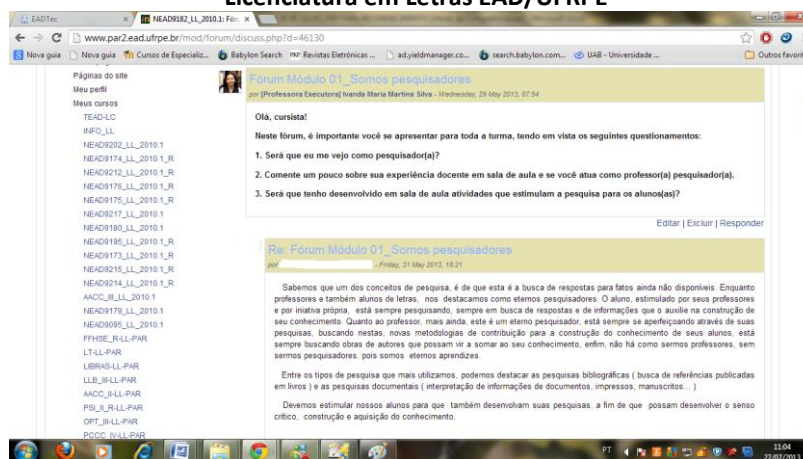 Licenciatura em Letras EAD/UFRPE
EADTec
NEAD9182_LL_2010.1: Fór
www.par2.ead.ufrpe.br/mod/forum/discuss.php?d=46130
Nova guia
Nova guia
Cursos de Especializ...
Babylon Search
Revistas Eletrônicas ...
ad.yieldmanager.co...
search.babylon.com...
UAB - Universidade ...
Outros favorit
Páginas do site
Meu perfil
Meus cursos
TEAD-LC
INFO_LL
NEAD9202_LL_2010.1
NEAD9174_LL_2010.1_R
NEAD9212_LL_2010.1_R
NEAD9176_LL_2010.1_R
NEAD9175_LL_2010.1_R
NEAD9217_LL_2010.1
NEAD9180_LL_2010.1
NEAD9195_LL_2010.1_R
NEAD9173_LL_2010.1_R
NEAD9215_LL_2010.1_R
NEAD9214_LL_2010.1_R
AACC_III_LL_2010.1
NEAD9179_LL_2010.1
NEAD9095_LL_2010.1
FFHSE_R-LL-PAR
LT-LL-PAR
LIBRAS-LL-PAR
LLB_III-LL-PAR
AACC_II-LL-PAR
PSI_II_R-LL-PAR
OPT_III-LL-PAR
PCCC_IV-LL-PAR
Fórum Módulo 01_Somos pesquisadores
por [Professora Executora] Ivanda Maria Martins Silva - Wednesday, 29 May 2013, 07:54
Olá, cursista!
Neste fórum, é importante você se apresentar para toda a turma, tendo em vista os seguintes questionamentos:
1. Será que eu me vejo como pesquisador(a)?
2. Comente um pouco sobre sua experiência docente em sala de aula e se você atua como professor(a) pesquisador(a).
3. Será que tenho desenvolvido em sala de aula atividades que estimulam a pesquisa para os alunos(as)?
Editar | Excluir | Responder
Re: Fórum Módulo 01_Somos pesquisadores
por - Friday, 31 May 2013, 18:21
Sabemos que um dos conceitos de pesquisa, é de que esta é a busca de respostas para fatos ainda não disponíveis. Enquanto
professores e também alunos de letras, nos destacamos como eternos pesquisadores. O aluno, estimulado por seus professores
e por iniativa própria, está sempre pesquisando, sempre em busca de respostas e de informações que o auxilie na construção de
seu conhecimento. Quanto ao professor, mais ainda, este é um eterno pesquisador, está sempre se aperfeiçoando através de suas
pesquisas, buscando nestas, novas metodologias de contribuição para a construção do conhecimento de seus alunos, está
sempre buscando obras de autores que possam vir a somar ao seu conhecimento, enfim, não há como sermos professores, sem
sermos pesquisadores, pois somos eternos aprendizes.
Entre os tipos de pesquisa que mais utilizamos, podemos destacar as pesquisas bibliográficas ( busca de referências publicadas
em livros ) e as pesquisas documentais ( interpretação de informações de documentos, impressos, manuscritos... )
Devemos estimular nossos alunos para que também desenvolvam suas pesquisas, a fim de que possam desenvolver o senso
crítico, construção e aquisição do conhecimento.
PT
11:04
27/07/2013